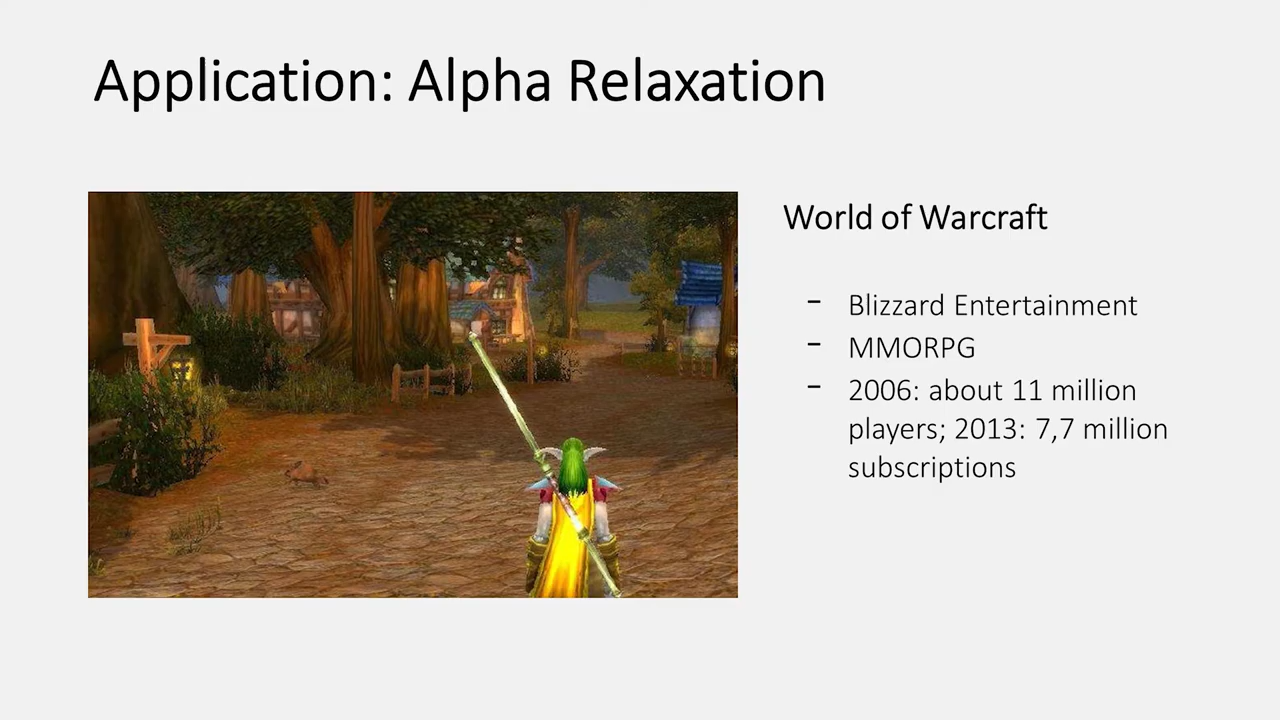 Application: Alpha Relaxation
World of Warcraft
- Blizzard Entertainment
- MMORPG
- 2006: about 11 million
players; 2013: 7,7 million
subscriptions